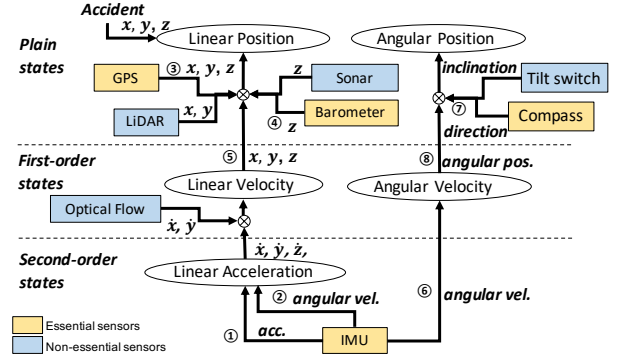 Accident
x, y, z
Plain
states
Linear Position
Angular Position
GPS
③ x, y, z
z
Sonar
inclination
Tilt switch
LiDAR
x, y
④ z
Barometer
⑦
Compass
direction
First-order
states
⑤ x, y, z
⑧ angular pos.
Linear Velocity
Angular Velocity
Optical Flow
ẋ, ẏ
Second-order
states
ẋ, ẏ, ż,
Linear Acceleration
② angular vel.
⑥ angular vel.
① acc.
IMU
Essential sensors
Non-essential sensors